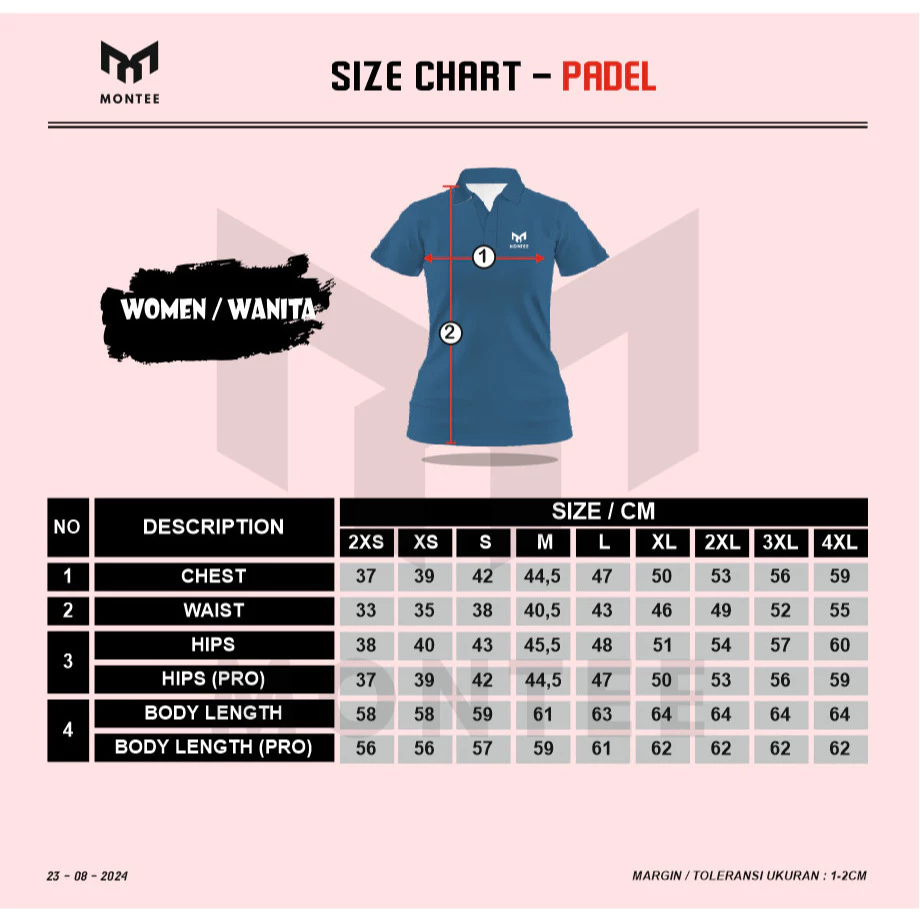 MONTEE
SIZE CHART – PADEL
MONTEE
1
2
WOMEN / WANITA
NO DESCRIPTION SIZE / CM
2XS XS S M L XL 2XL 3XL 4XL
1 CHEST 37 39 42 44,5 47 50 53 56 59
2 WAIST 33 35 38 40,5 43 46 49 52 55
3 HIPS 38 40 43 45,5 48 51 54 57 60
HIPS (PRO) 37 39 42 44,5 47 50 53 56 59
4 BODY LENGTH 58 58 59 61 63 64 64 64 64
BODY LENGTH (PRO) 56 56 57 59 61 62 62 62 62
MONTEE
23 – 08 – 2024
MARGIN / TOLERANSI UKURAN : 1-2CM